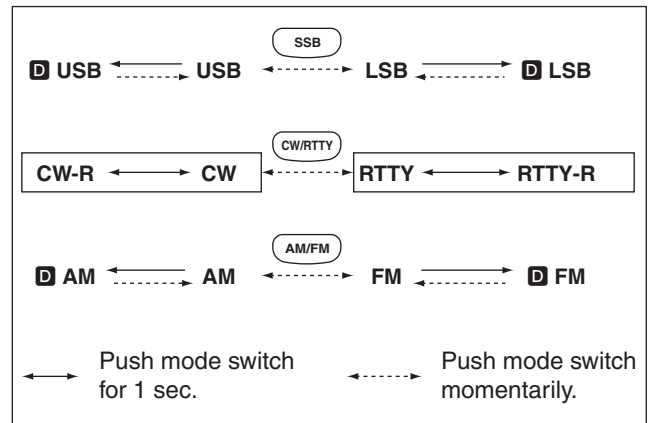 SSB
D USB USB LSB D LSB
CW/RTTY
CW-R CW RTTY RTTY-R
AM/FM
D AM AM FM D FM
Push mode switch for 1 sec.
Push mode switch momentarily.